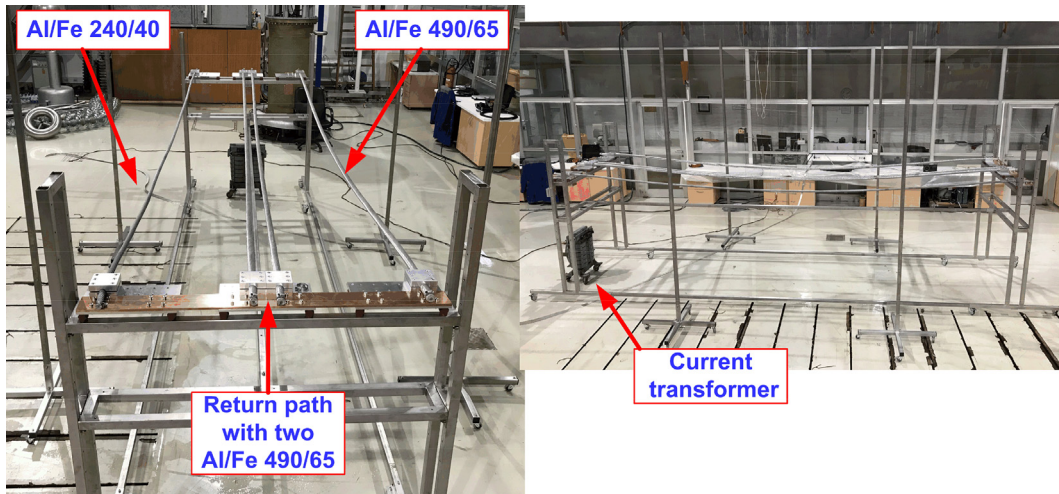 Al/Fe 240/40
Al/Fe 490/65
Return path
with two
Al/Fe 490/65
Current
transformer